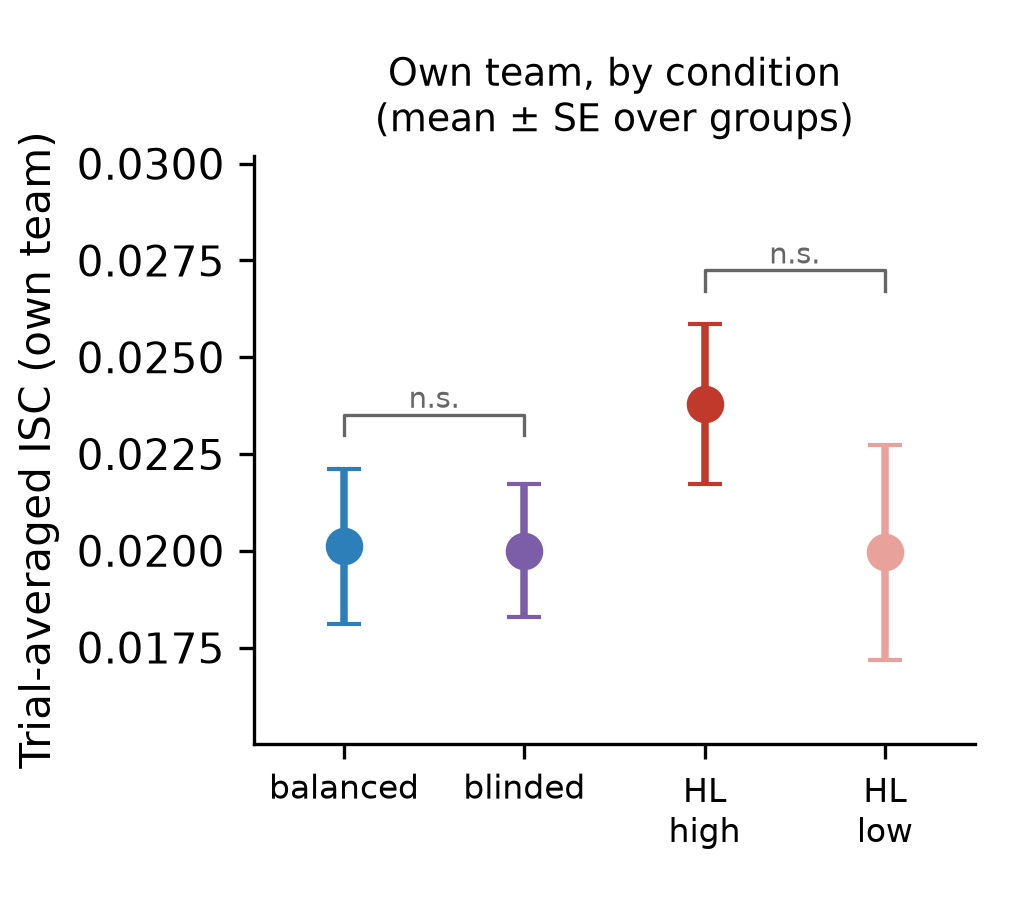 Own team, by condition
(mean ± SE over groups)
Trial-averaged ISC (own team)
0.0300
0.0275
0.0250
0.0225
0.0200
0.0175
n.s.
n.s.
balanced
blinded
HL
high
HL
low